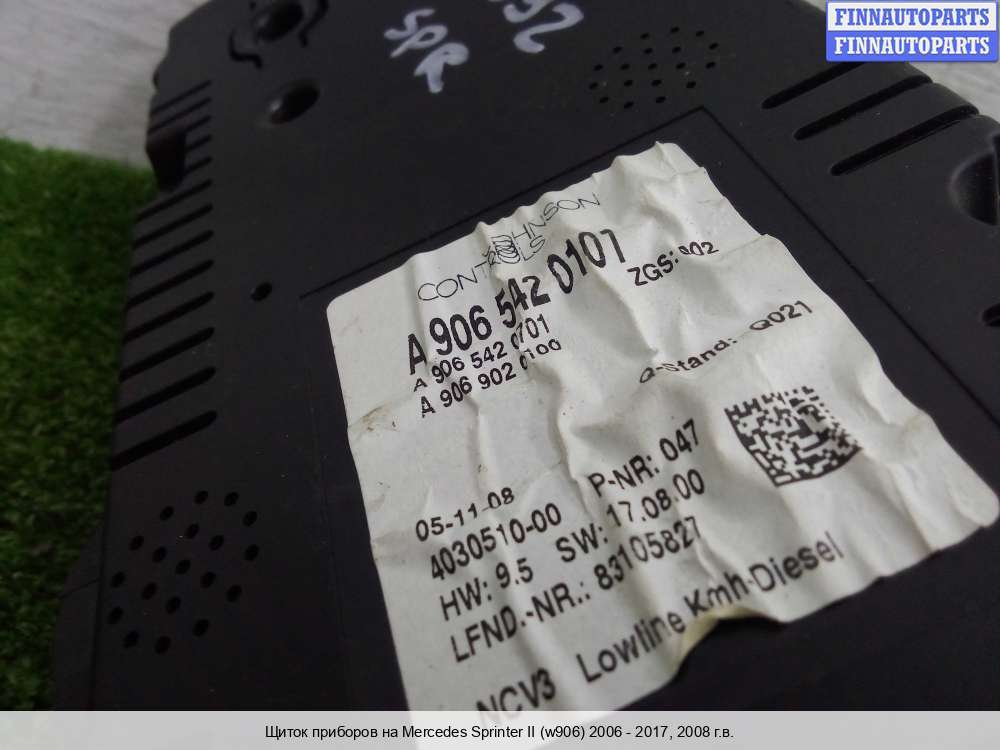 FINNAUTOPARTS
FINNAUTOPARTS
SPR
JOHNSON
CONTROLS
A 906 542 0107
A 906 542 0701
A 906 902 0100
ZGS: 002
Q-Stand: Q021
05-11-08
4030510-00 P-NR: 047
HW: 9.5 SW: 17.08.00
LFND.-NR.: 83105827
NCV3 Lowline Kmh-Diesel
Щиток приборов на Mercedes Sprinter II (w906) 2006 - 2017, 2008 г.в.